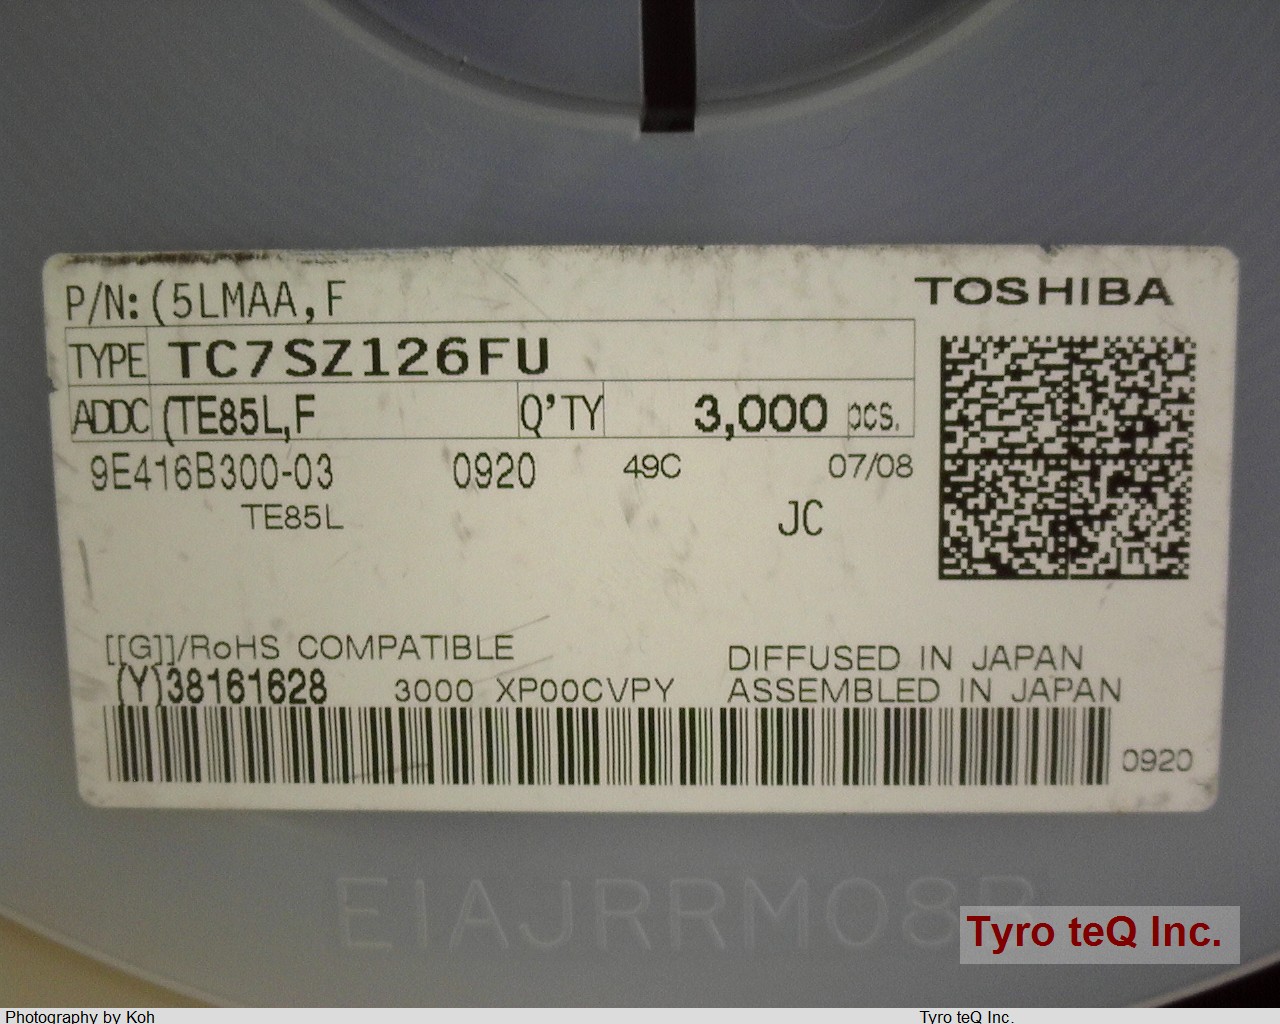 P/N: (5LMAA, F
TOSHIBA
TYPE TC7SZ126FU
ADDC (TE85L,F Q'TY 3,000 pcs.
9E416B300-03 0920 49C 07/08
TE85L JC
[[G]]/RoHS COMPATIBLE
DIFFUSED IN JAPAN
(Y)38161628 3000 XP00CVPY ASSEMBLED IN JAPAN
0920
EIAJRRM08B
Tyro teQ Inc.
Photography by Koh Tyro teQ Inc.